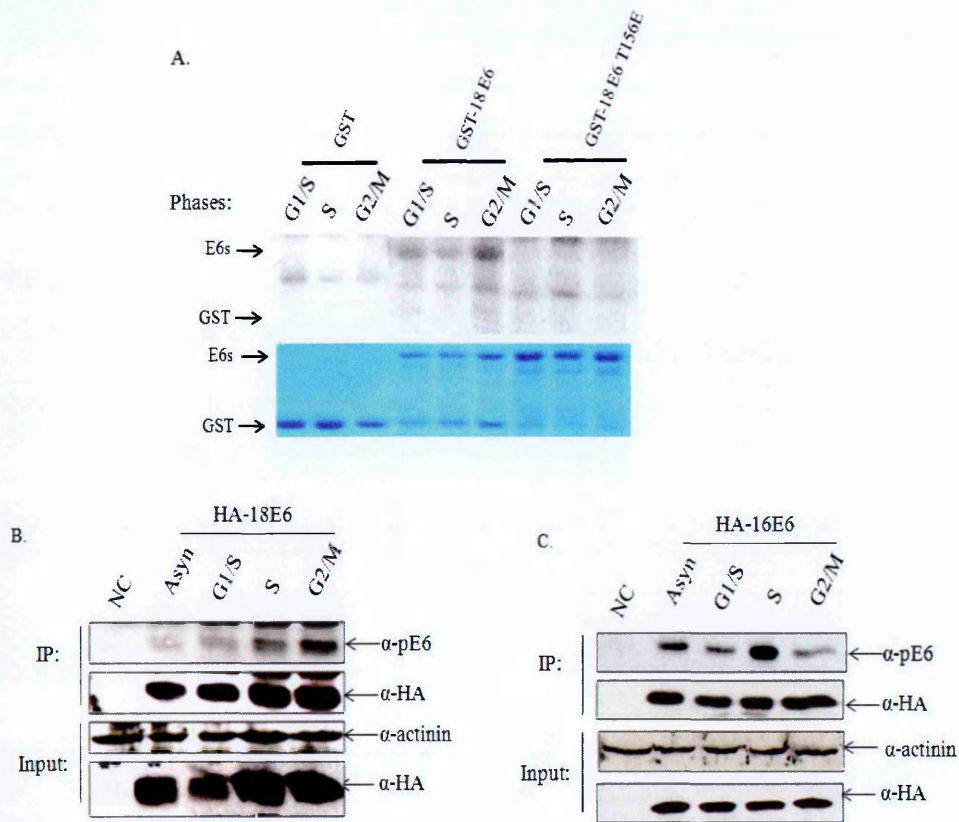 A.
GST
GST-18 E6
GST-18 E6 T156E
Phases:
G1/S
S
G2/M
G1/S
S
G2/M
G1/S
S
G2/M
E6s
GST
E6s
GST
B.
HA-18E6
NC
Asyn
G1/S
S
G2/M
IP:
α-pE6
α-HA
Input:
α-actinin
α-HA
C.
HA-16E6
NC
Asyn
G1/S
S
G2/M
IP:
α-pE6
α-HA
Input:
α-actinin
α-HA